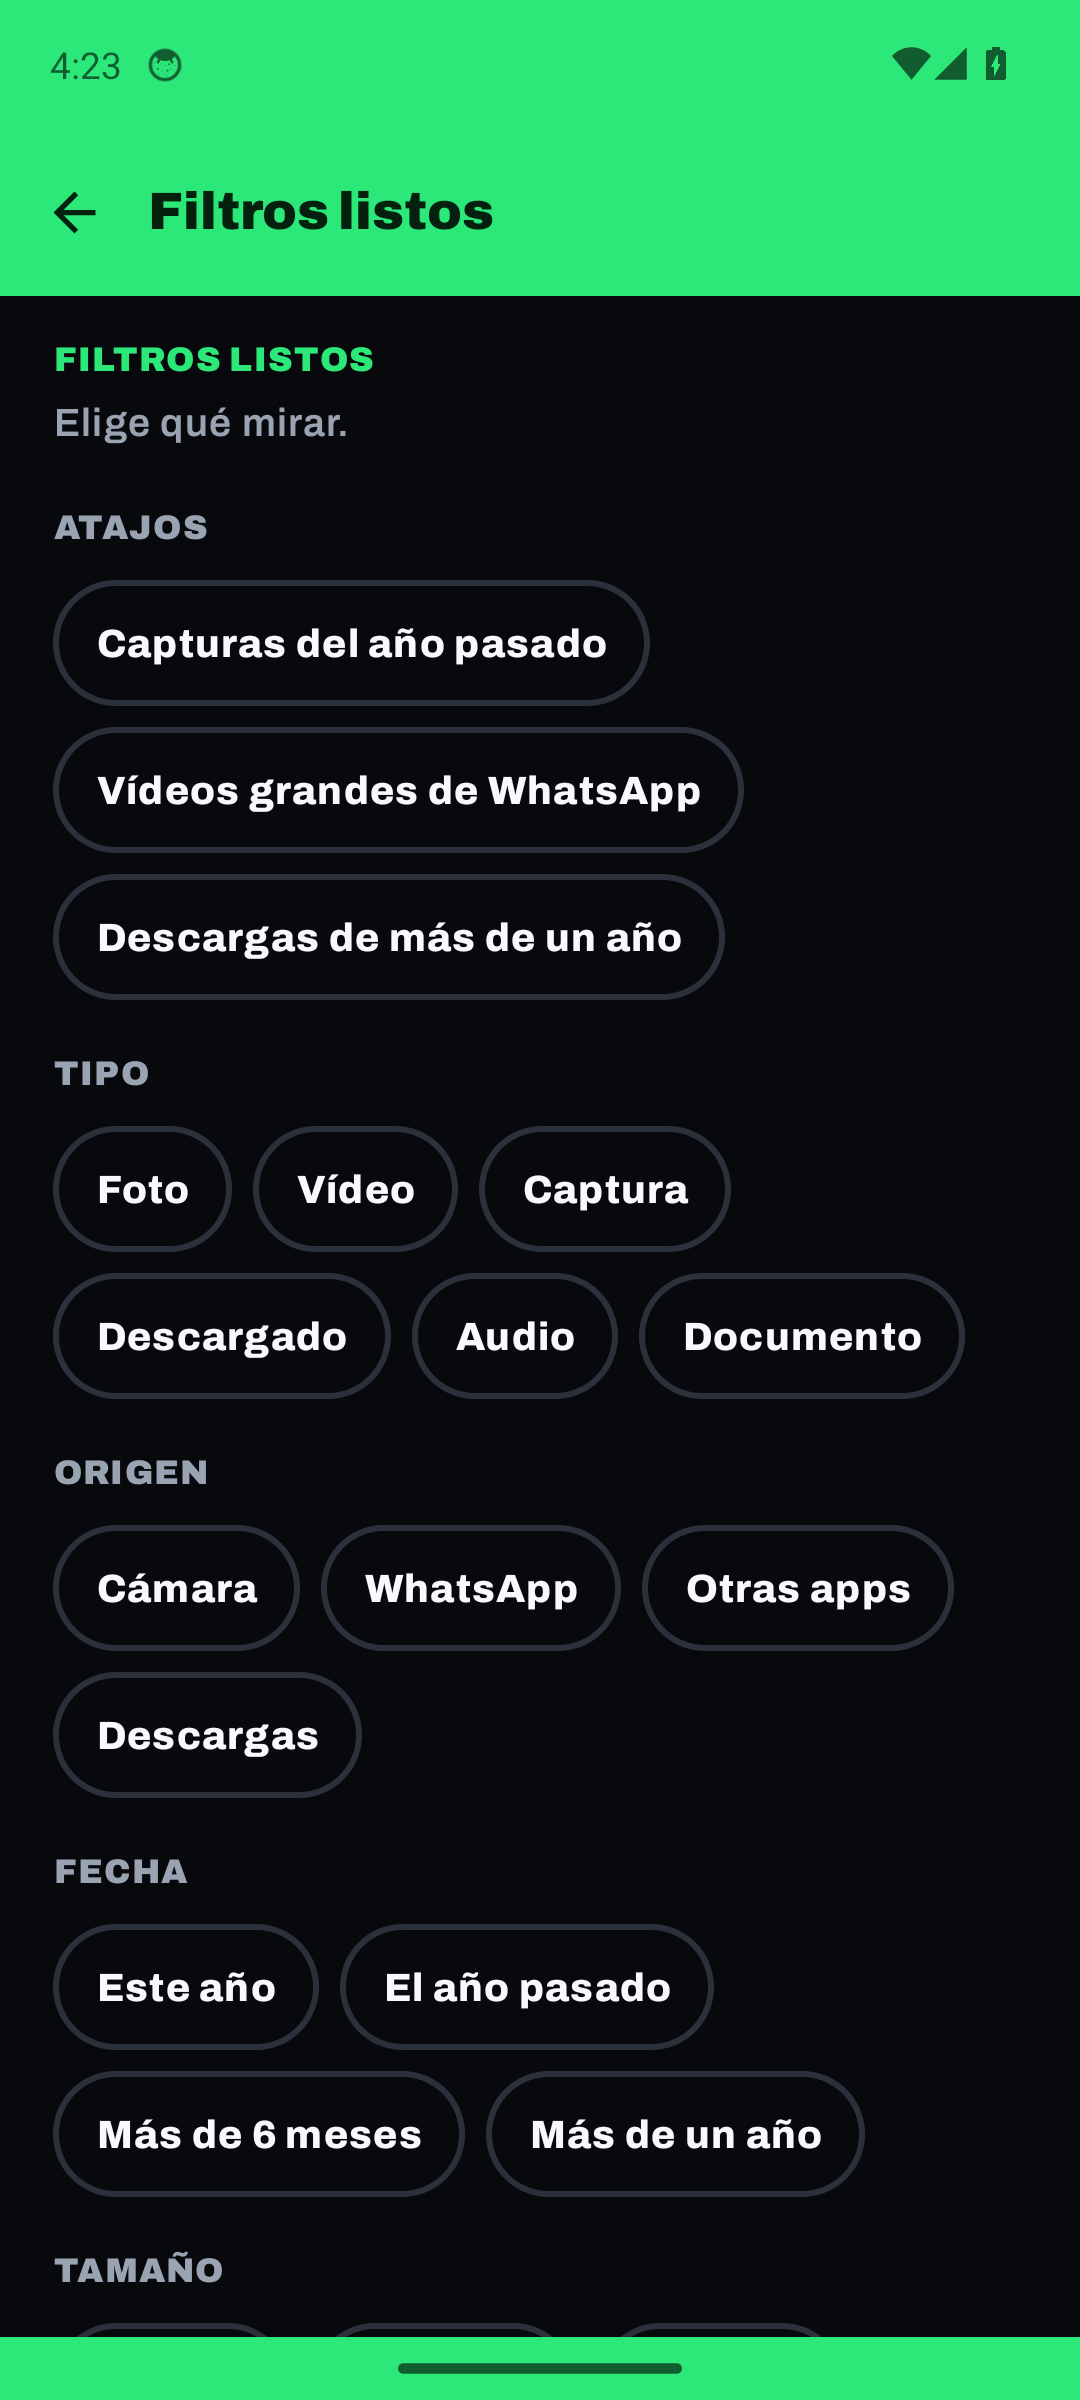 4:23
Filtros listos
FILTROS LISTOS
Elige qué mirar.
ATAJOS
Capturas del año pasado
Vídeos grandes de WhatsApp
Descargas de más de un año
TIPO
Foto Vídeo Captura
Descargado Audio Documento
ORIGEN
Cámara WhatsApp Otras apps
Descargas
FECHA
Este año El año pasado
Más de 6 meses Más de un año
TAMAÑO